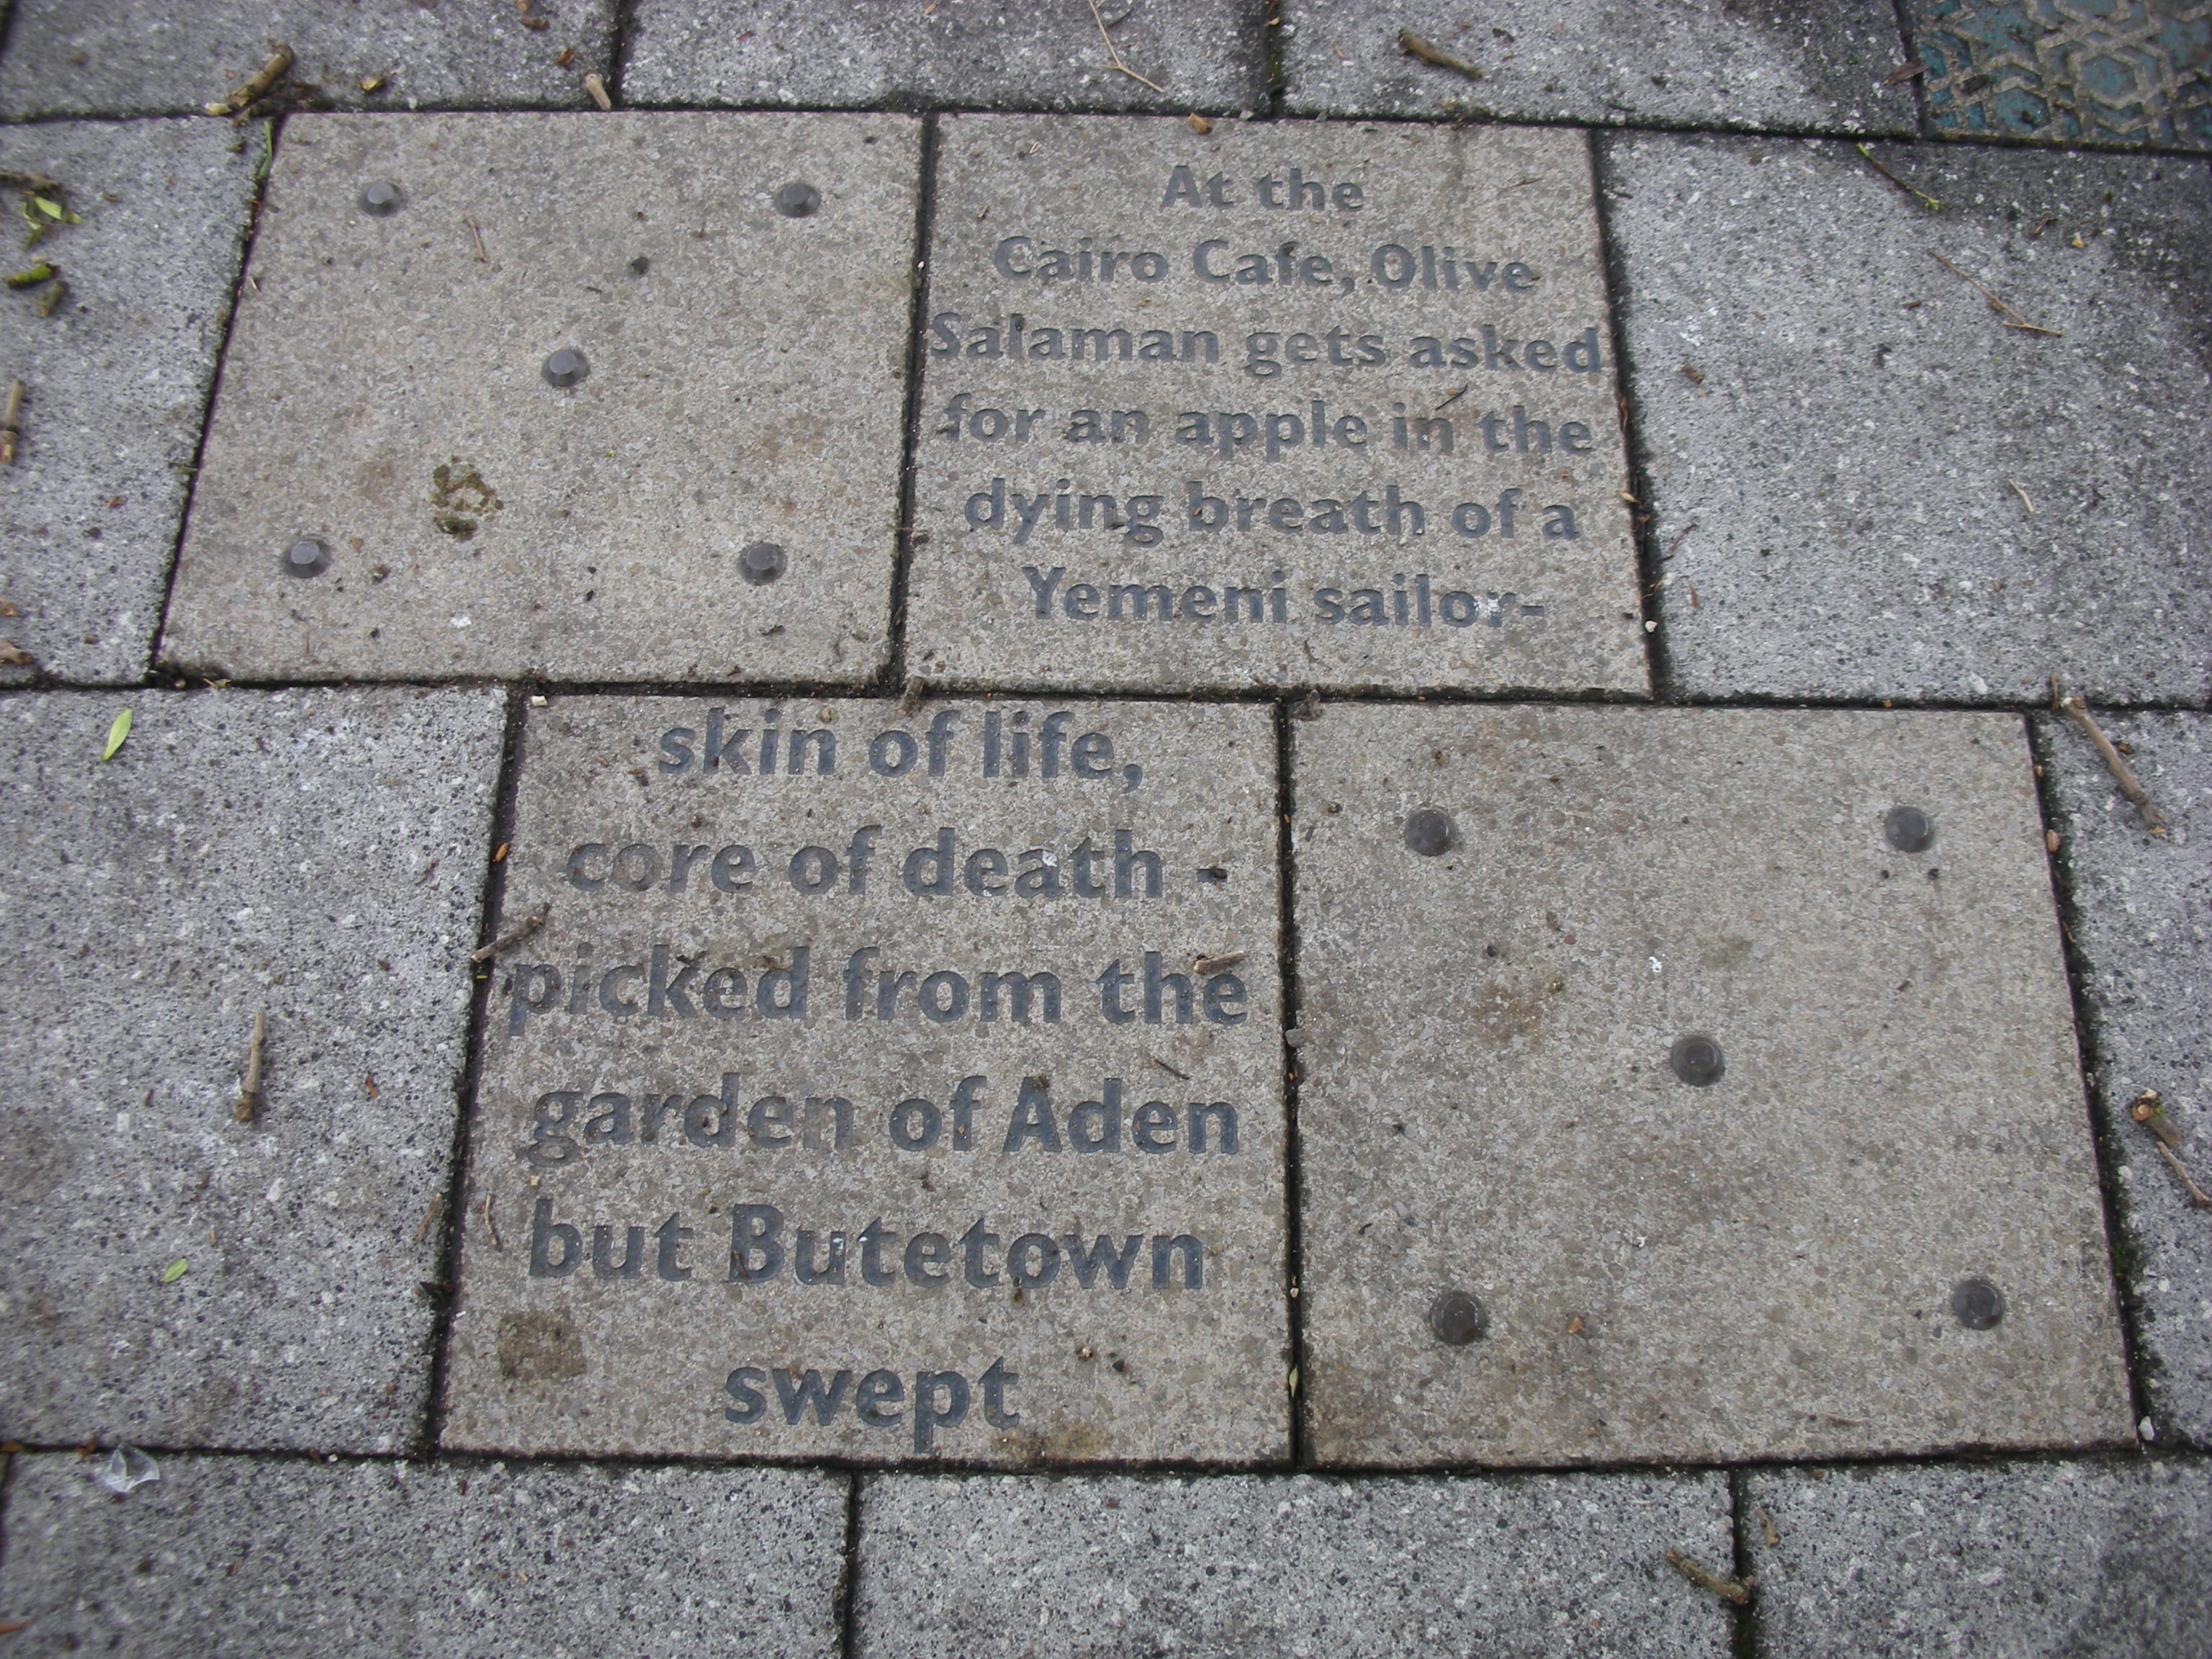 At the
Cairo Cafe, Olive
Salaman gets asked
for an apple in the
dying breath of a
Yemeni sailor-
skin of life,
core of death -
picked from the
garden of Aden
but Butetown
swept